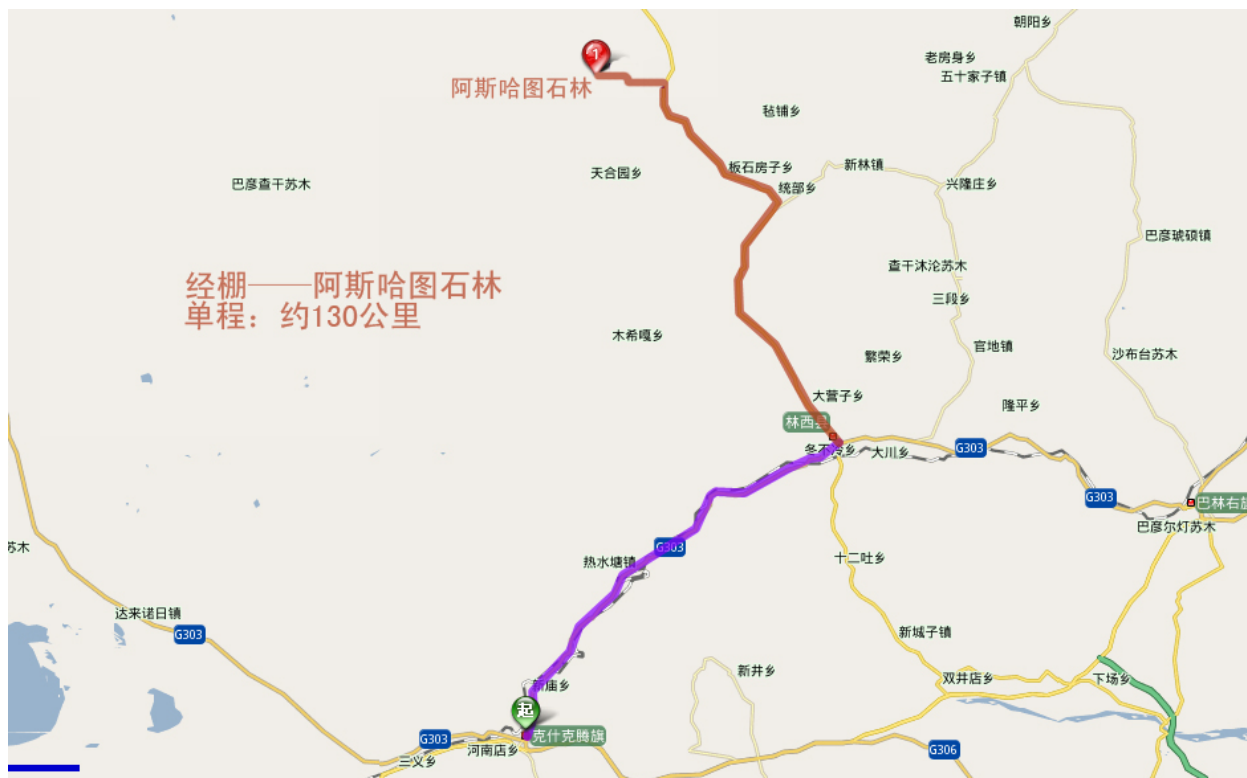 朝阳乡
老房身乡
五十家子镇
1
阿斯哈图石林
毡铺乡
板石房子乡
新林镇
天合园乡
统部乡
兴隆庄乡
巴彦查干苏木
巴彦琥硕镇
查干沐沦苏木
经棚——阿斯哈图石林
单程：约130公里
三段乡
木希嘎乡
繁荣乡
官地镇
沙布台苏木
大营子乡
隆平乡
林西县
冬不冷乡
大川乡
G303
G303
巴林右旗
巴彦尔灯苏木
苏木
G303
热水塘镇
十二吐乡
达来诺日镇
G303
新城子镇
新井乡
双井店乡
下场乡
新庙乡
起
克什克腾旗
G303
河南店乡
三义乡
G306